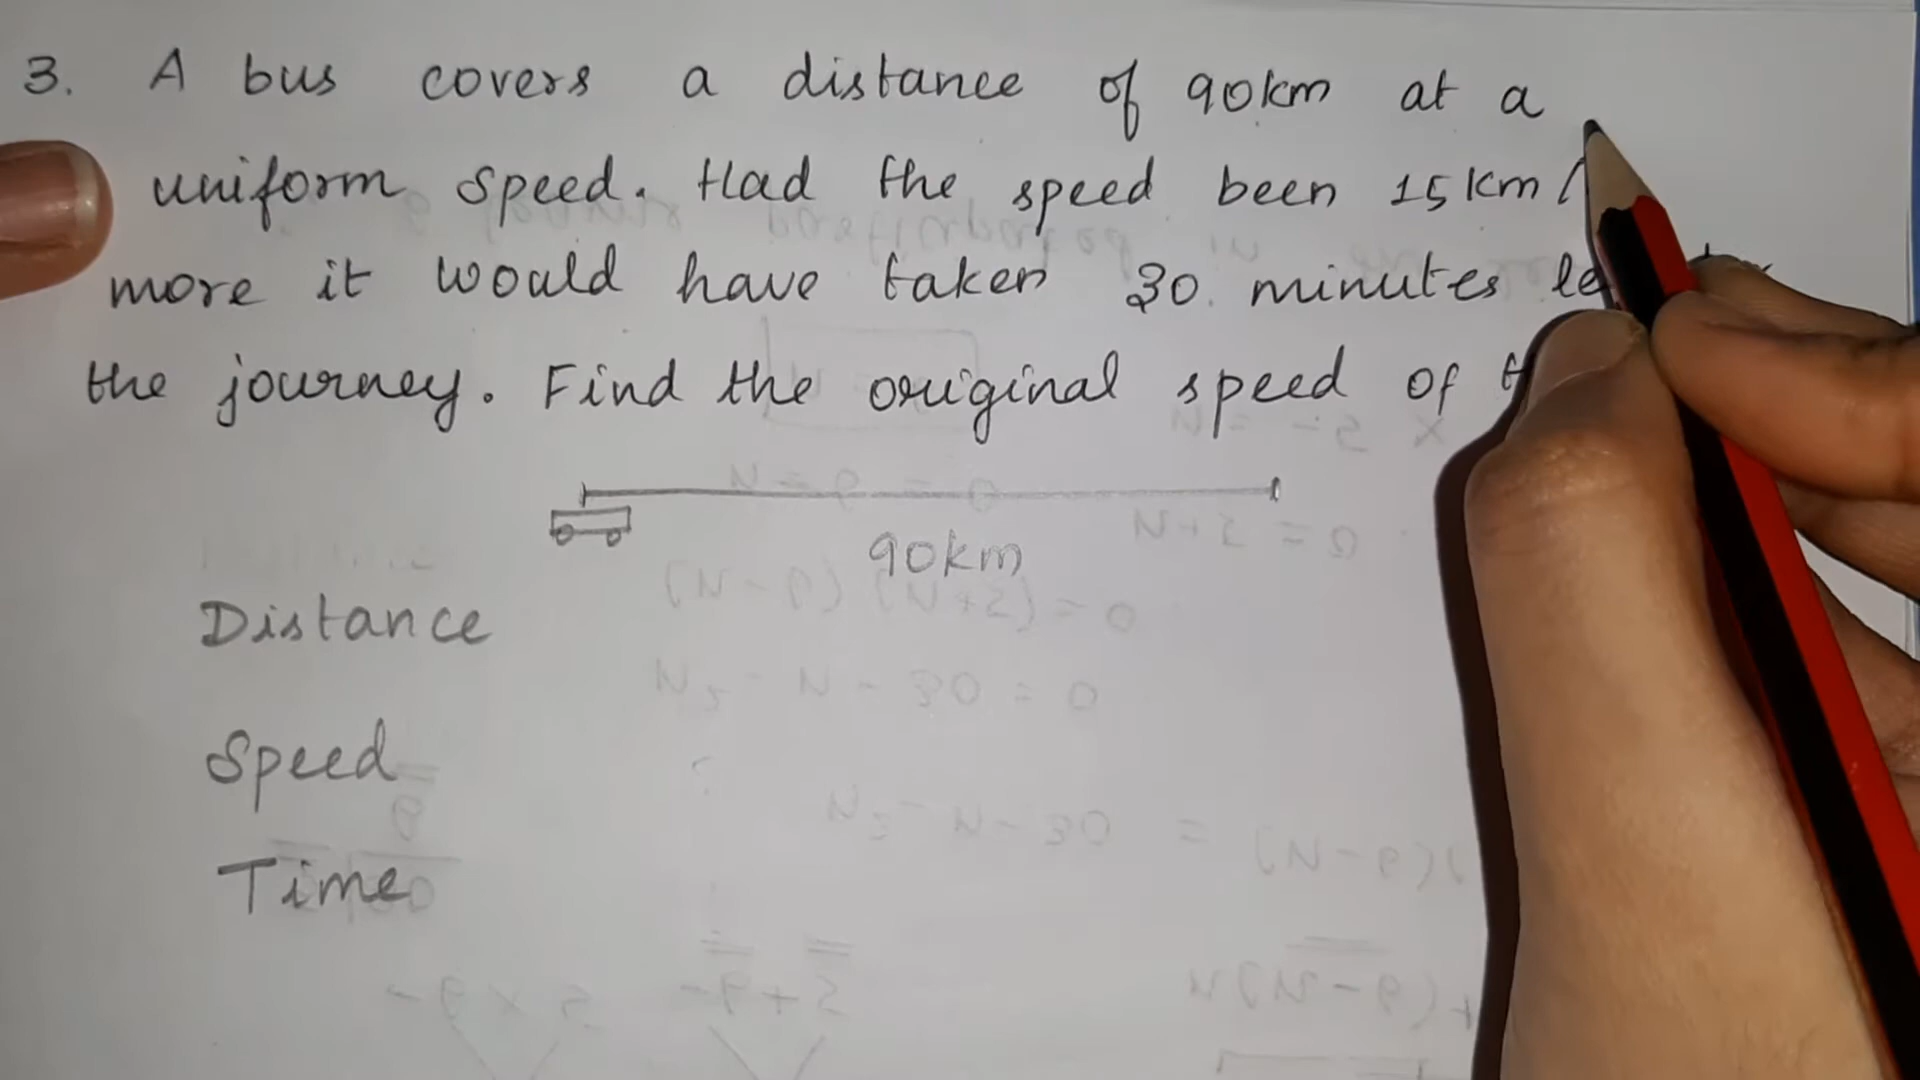 3. A bus covers a distance of 90km at a
uniform speed. Had the speed been 15km/
more it would have taken 30 minutes
the journey. Find the original speed of
90km
Distance
Speed
Time